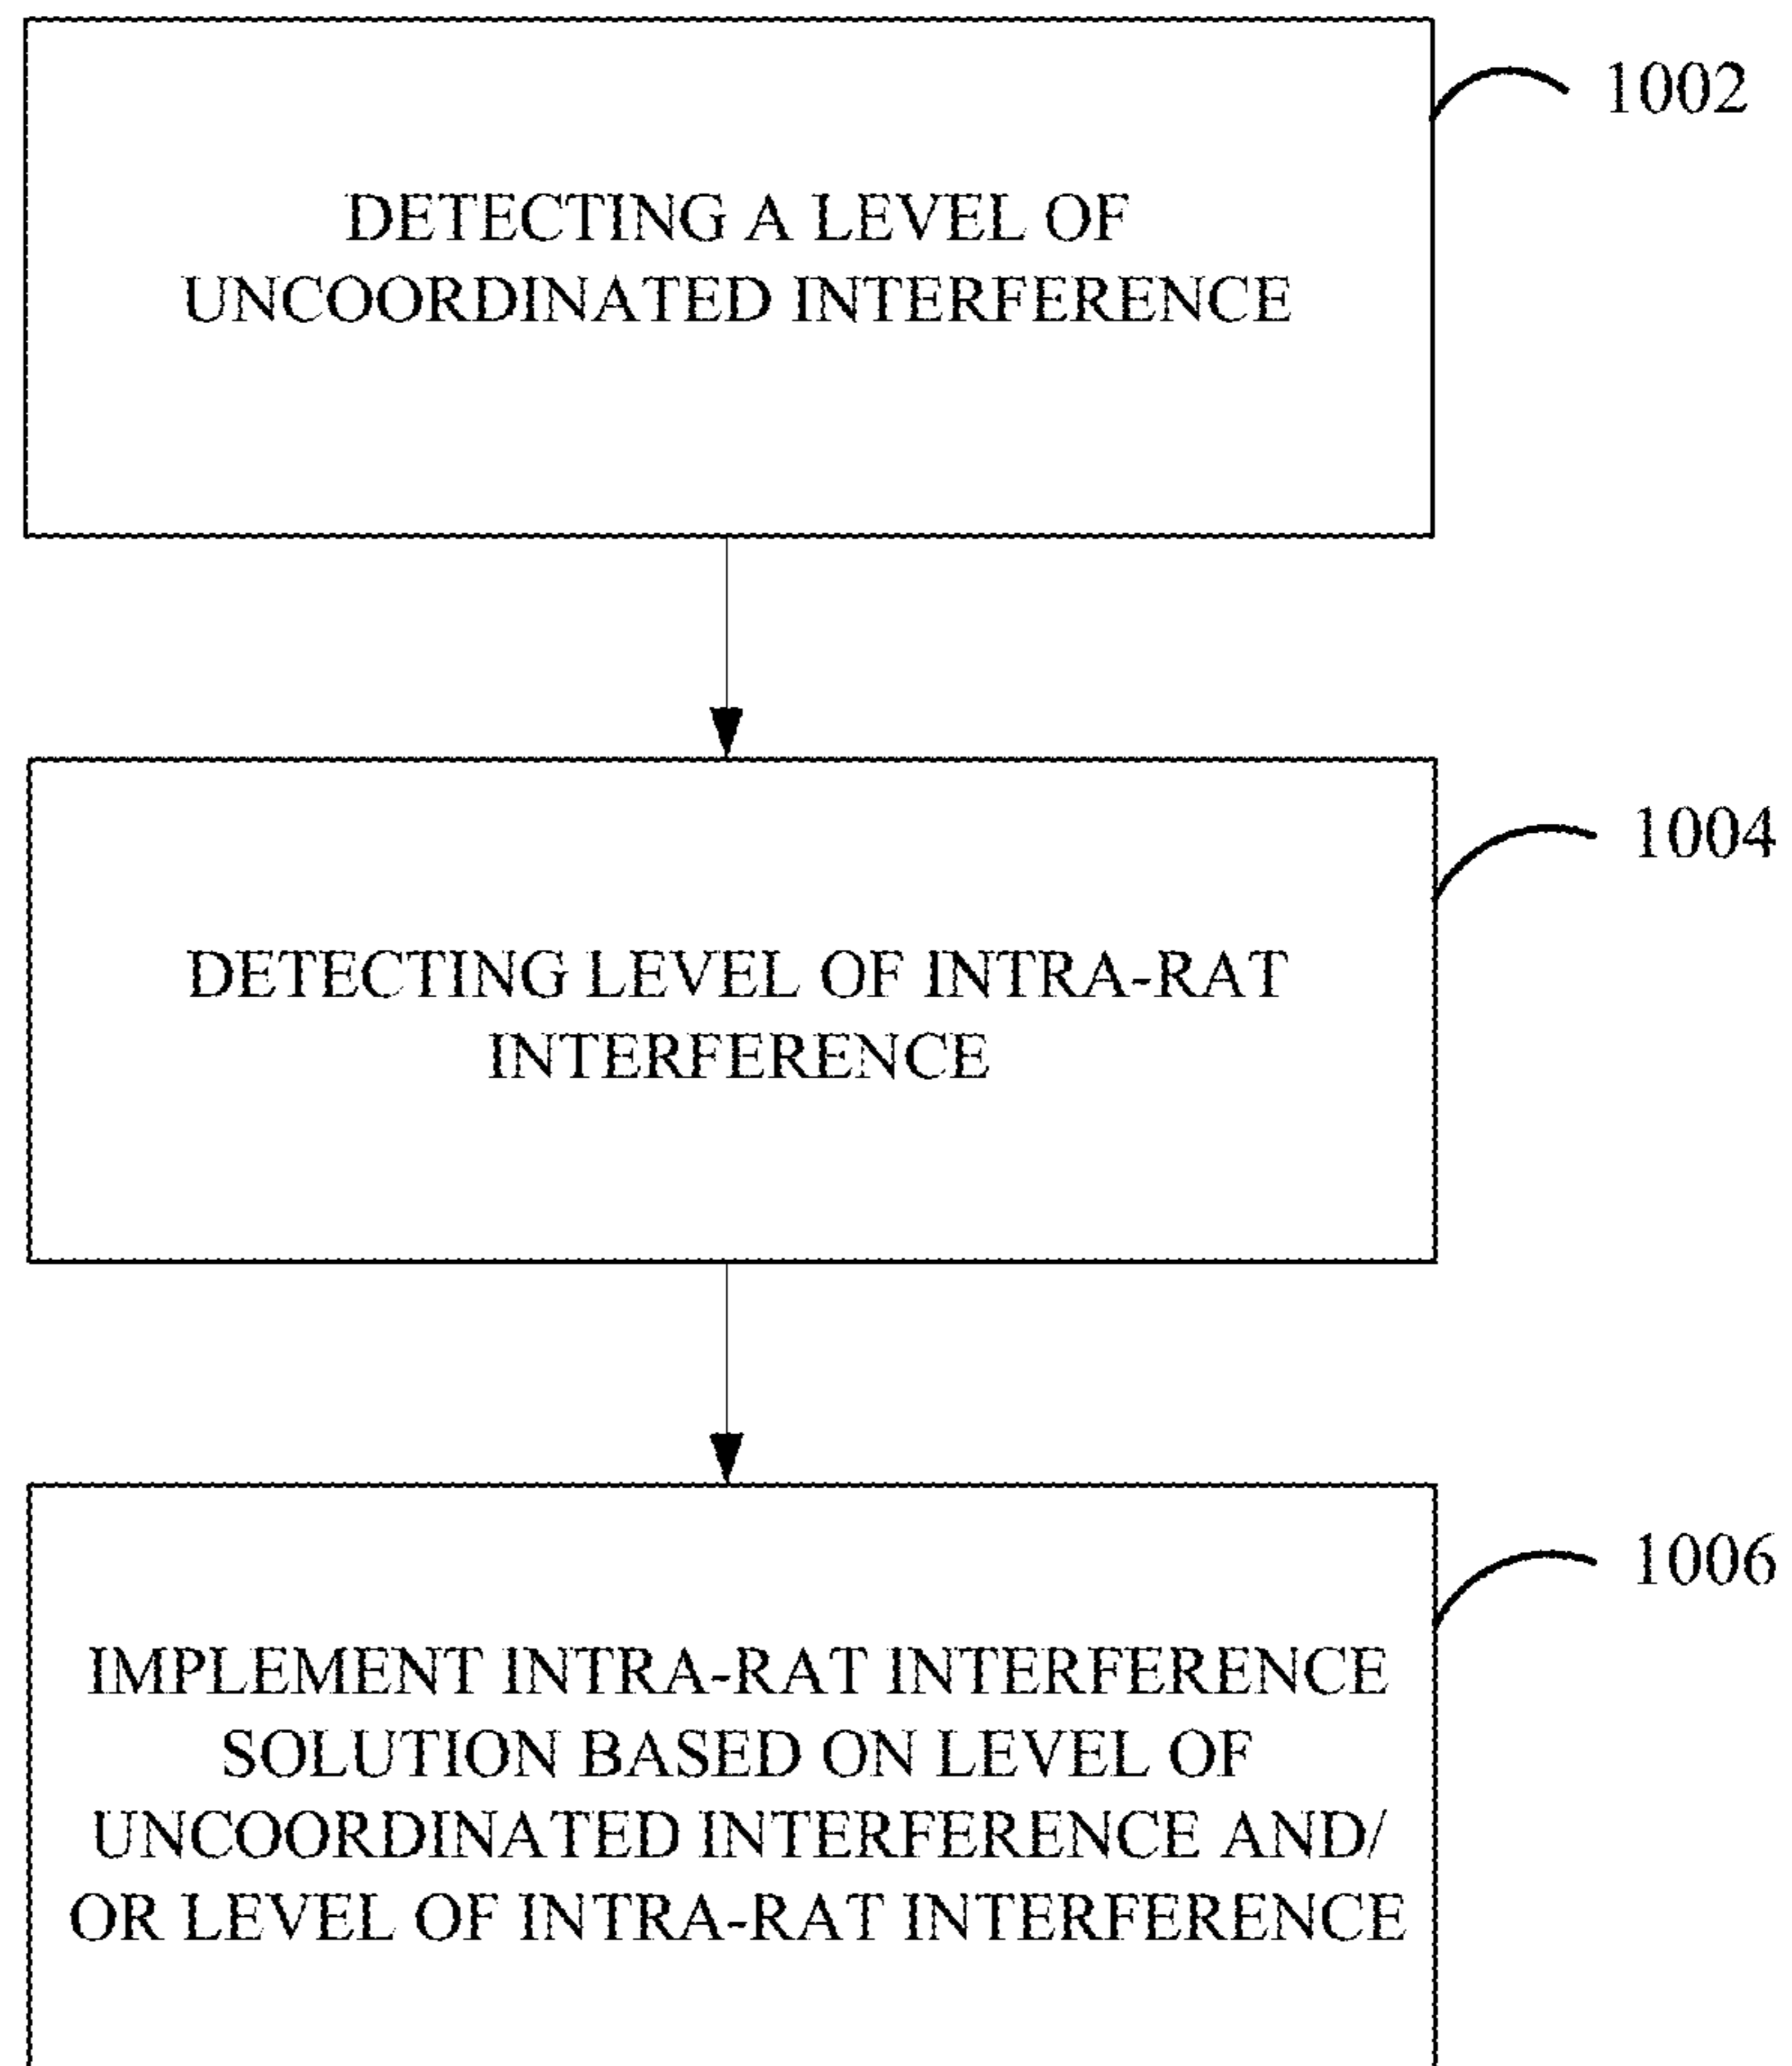 1002
DETECTING A LEVEL OF
UNCOORDINATED INTERFERENCE
1004
DETECTING LEVEL OF INTRA-RAT
INTERFERENCE
1006
IMPLEMENT INTRA-RAT INTERFERENCE
SOLUTION BASED ON LEVEL OF
UNCOORDINATED INTERFERENCE AND/
OR LEVEL OF INTRA-RAT INTERFERENCE